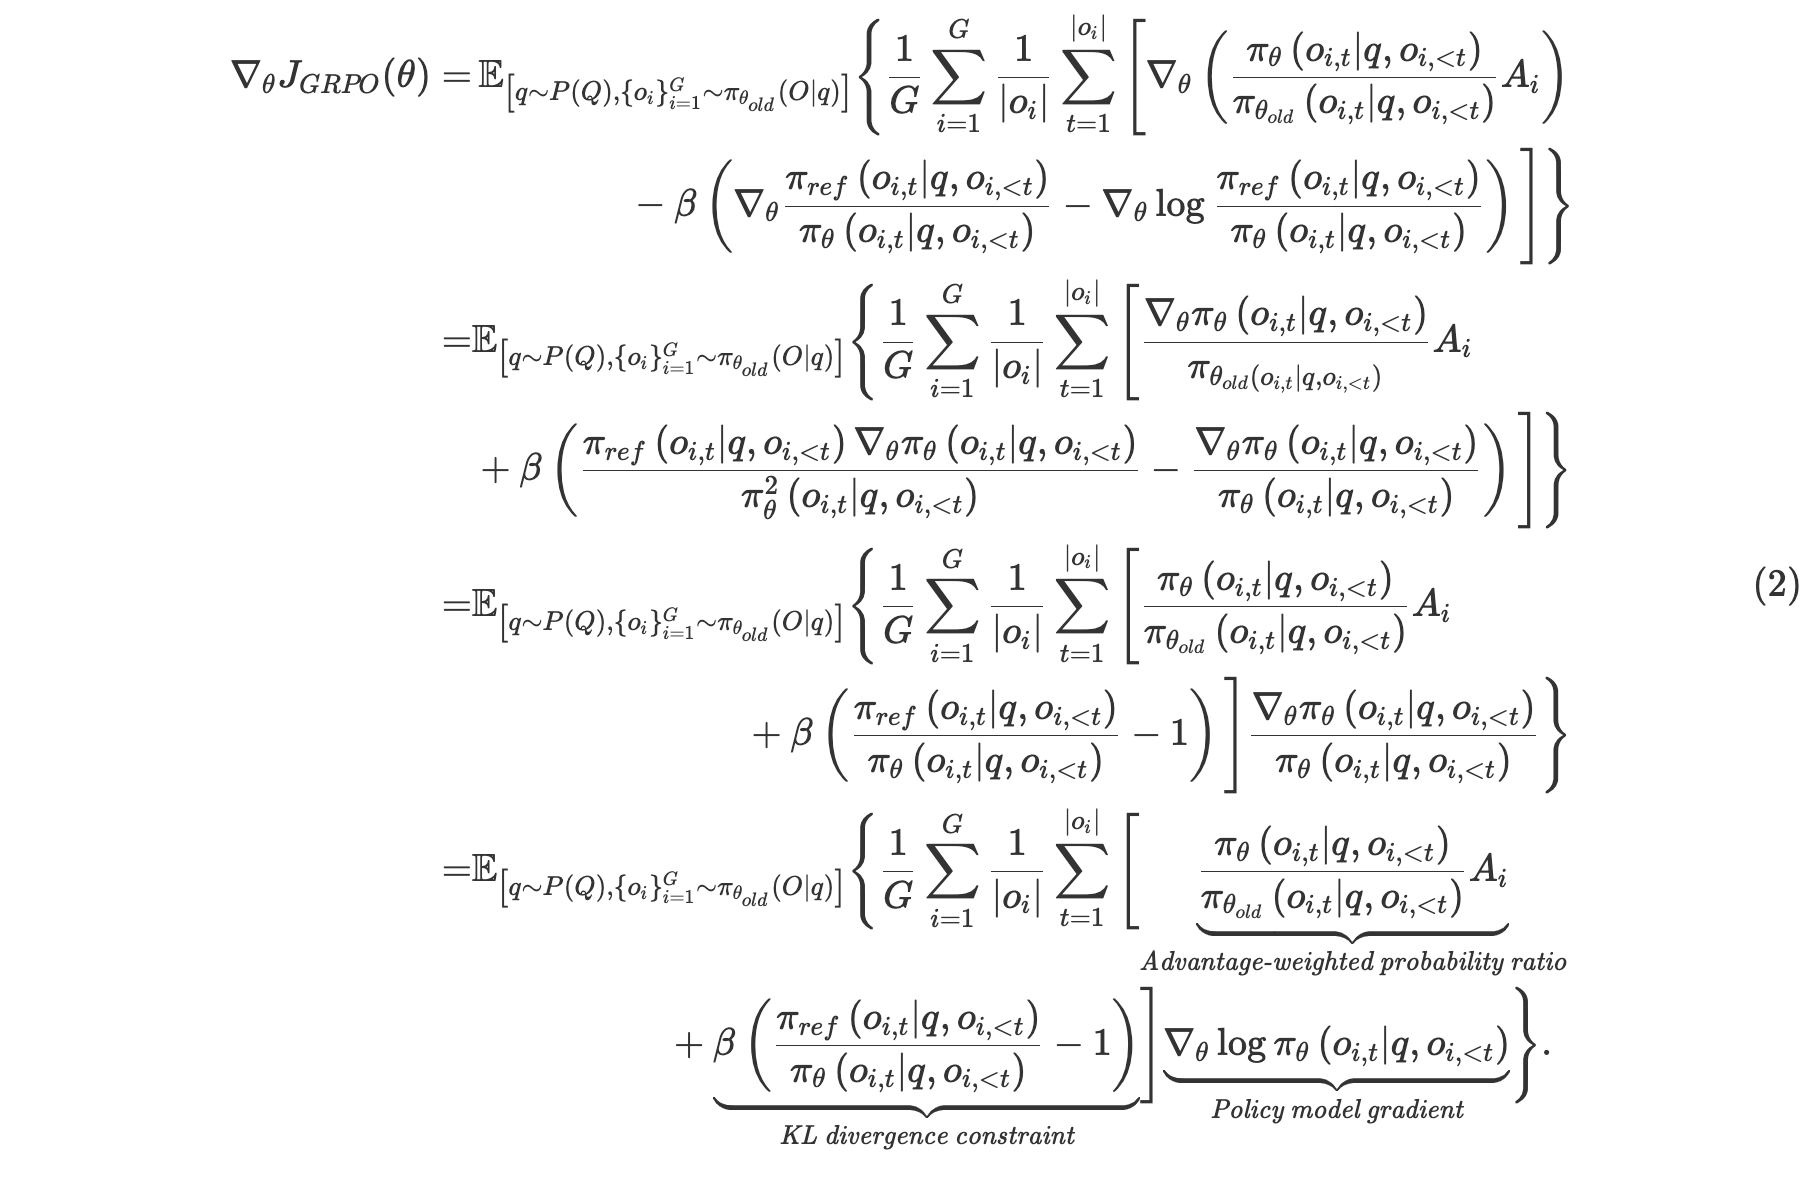 $$\nabla_\theta J_{GRPO}(\theta) = \mathbb{E}_{\left[q\sim P(Q),\{o_i\}_{i=1}^{G}\sim\pi_{\theta_{old}}(O|q)\right]}\left\{\frac{1}{G}\sum_{i=1}^{G}\frac{1}{|o_i|}\sum_{t=1}^{|o_i|}\left[\nabla_\theta\left(\frac{\pi_\theta\left(o_{i,t}|q,o_{i,<t}\right)}{\pi_{\theta_{old}}\left(o_{i,t}|q,o_{i,<t}\right)}A_i\right)\right.\right.$$
$$\left.\left.-\beta\left(\nabla_\theta\frac{\pi_{ref}\left(o_{i,t}|q,o_{i,<t}\right)}{\pi_\theta\left(o_{i,t}|q,o_{i,<t}\right)}-\nabla_\theta\log\frac{\pi_{ref}\left(o_{i,t}|q,o_{i,<t}\right)}{\pi_\theta\left(o_{i,t}|q,o_{i,<t}\right)}\right)\right]\right\}$$
$$=\mathbb{E}_{\left[q\sim P(Q),\{o_i\}_{i=1}^{G}\sim\pi_{\theta_{old}}(O|q)\right]}\left\{\frac{1}{G}\sum_{i=1}^{G}\frac{1}{|o_i|}\sum_{t=1}^{|o_i|}\left[\frac{\nabla_\theta\pi_\theta\left(o_{i,t}|q,o_{i,<t}\right)}{\pi_{\theta_{old}(o_{i,t}|q,o_{i,<t})}}A_i\right.\right.$$
$$\left.\left.+\beta\left(\frac{\pi_{ref}\left(o_{i,t}|q,o_{i,<t}\right)\nabla_\theta\pi_\theta\left(o_{i,t}|q,o_{i,<t}\right)}{\pi_\theta^2\left(o_{i,t}|q,o_{i,<t}\right)}-\frac{\nabla_\theta\pi_\theta\left(o_{i,t}|q,o_{i,<t}\right)}{\pi_\theta\left(o_{i,t}|q,o_{i,<t}\right)}\right)\right]\right\}$$
$$=\mathbb{E}_{\left[q\sim P(Q),\{o_i\}_{i=1}^{G}\sim\pi_{\theta_{old}}(O|q)\right]}\left\{\frac{1}{G}\sum_{i=1}^{G}\frac{1}{|o_i|}\sum_{t=1}^{|o_i|}\left[\frac{\pi_\theta\left(o_{i,t}|q,o_{i,<t}\right)}{\pi_{\theta_{old}}\left(o_{i,t}|q,o_{i,<t}\right)}A_i\right.\right. \quad (2)$$
$$\left.\left.+\beta\left(\frac{\pi_{ref}\left(o_{i,t}|q,o_{i,<t}\right)}{\pi_\theta\left(o_{i,t}|q,o_{i,<t}\right)}-1\right)\right]\frac{\nabla_\theta\pi_\theta\left(o_{i,t}|q,o_{i,<t}\right)}{\pi_\theta\left(o_{i,t}|q,o_{i,<t}\right)}\right\}$$
$$=\mathbb{E}_{\left[q\sim P(Q),\{o_i\}_{i=1}^{G}\sim\pi_{\theta_{old}}(O|q)\right]}\left\{\frac{1}{G}\sum_{i=1}^{G}\frac{1}{|o_i|}\sum_{t=1}^{|o_i|}\left[\underbrace{\frac{\pi_\theta\left(o_{i,t}|q,o_{i,<t}\right)}{\pi_{\theta_{old}}\left(o_{i,t}|q,o_{i,<t}\right)}A_i}_{Advantage\text{-}weighted\ probability\ ratio}\right.\right.$$
$$\left.\left.+\underbrace{\beta\left(\frac{\pi_{ref}\left(o_{i,t}|q,o_{i,<t}\right)}{\pi_\theta\left(o_{i,t}|q,o_{i,<t}\right)}-1\right)}_{KL\ divergence\ constraint}\right]\underbrace{\nabla_\theta\log\pi_\theta\left(o_{i,t}|q,o_{i,<t}\right)}_{Policy\ model\ gradient}\right\}.$$